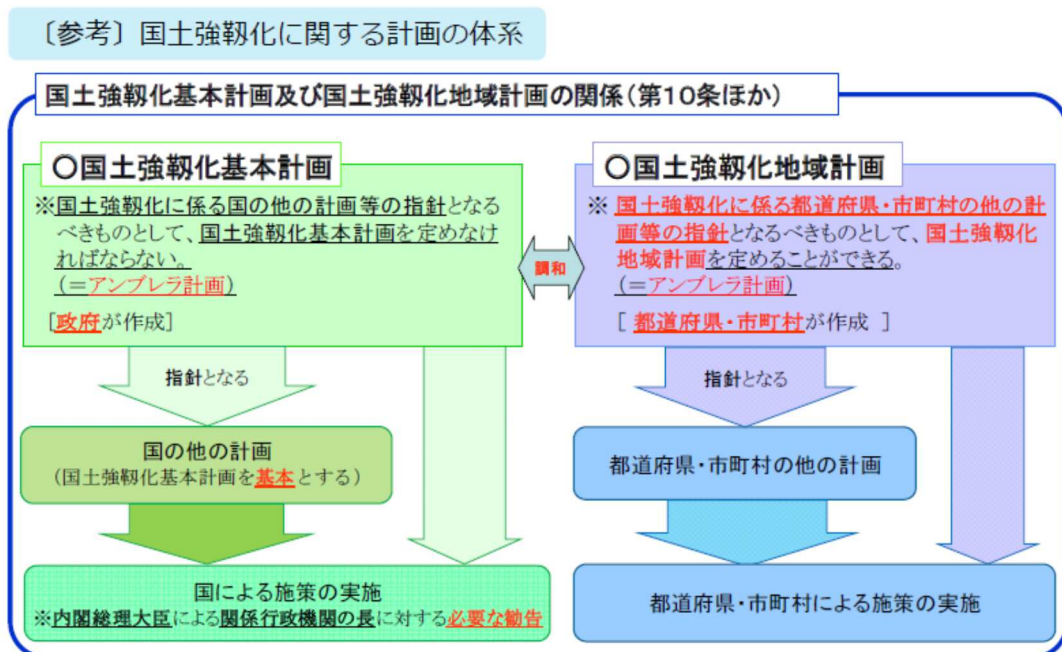 〔参考〕国土強靱化に関する計画の体系
国土強靱化基本計画及び国土強靱化地域計画の関係(第10条ほか)
○国土強靱化基本計画
※国土強靱化に係る国の他の計画等の指針となる
べきものとして、国土強靱化基本計画を定めなけ
ればならない。
(=アンブレラ計画)
[政府が作成]
調和
○国土強靱化地域計画
※ 国土強靱化に係る都道府県・市町村の他の計
画等の指針となるべきものとして、国土強靱化
地域計画を定めることができる。
(=アンブレラ計画)
[ 都道府県・市町村が作成 ]
指針となる
国の他の計画
(国土強靱化基本計画を基本とする)
国による施策の実施
※内閣総理大臣による関係行政機関の長に対する必要な勧告
指針となる
都道府県・市町村の他の計画
都道府県・市町村による施策の実施